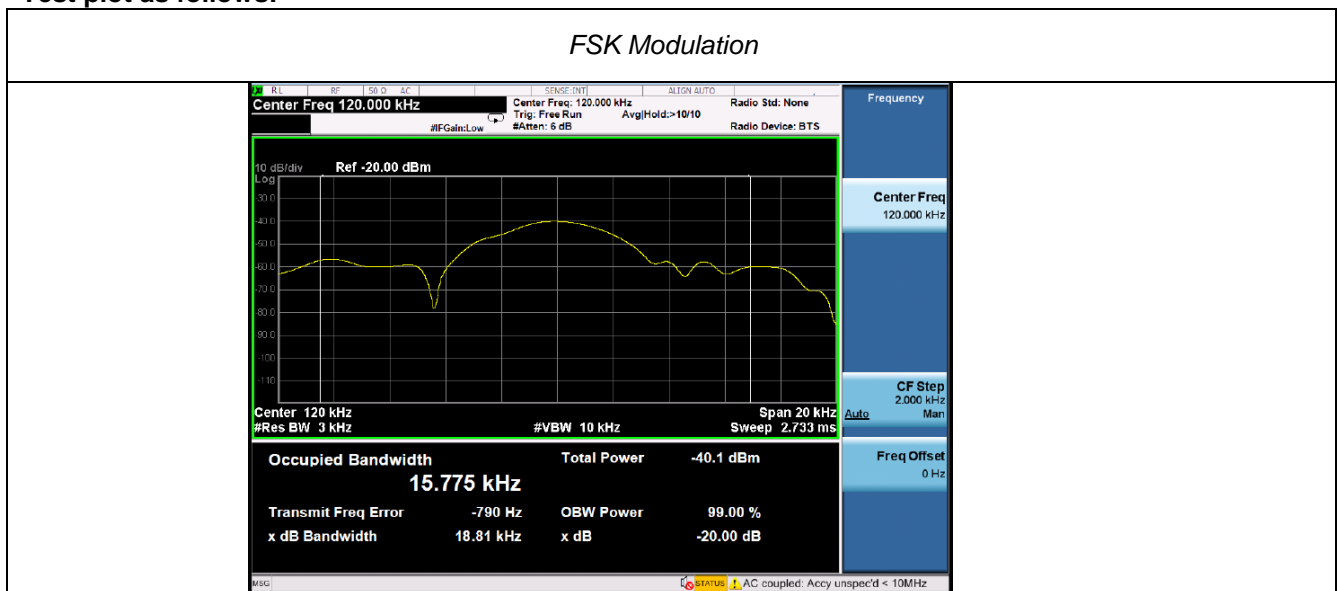 Test plot as follows:
FSK Modulation
RL RF 50 Ω AC SENSE:INT ALIGN AUTO
Center Freq 120.000 kHz
Center Freq: 120.000 kHz
Radio Std: None
Trig: Free Run Avg|Hold:>10/10
#IFGain:Low
#Atten: 6 dB
Radio Device: BTS
Frequency
10 dB/div Ref -20.00 dBm
Log
-30.0
-40.0
-50.0
-60.0
-70.0
-80.0
-90.0
-100
-110
Center 120 kHz Span 20 kHz
#Res BW 3 kHz #VBW 10 kHz Sweep 2.733 ms
Center Freq
120.000 kHz
CF Step
2.000 kHz
Auto Man
Freq Offset
0 Hz
Occupied Bandwidth Total Power -40.1 dBm
15.775 kHz
Transmit Freq Error -790 Hz OBW Power 99.00 %
x dB Bandwidth 18.81 kHz x dB -20.00 dB
MSG STATUS AC coupled: Accy unspec'd < 10MHz